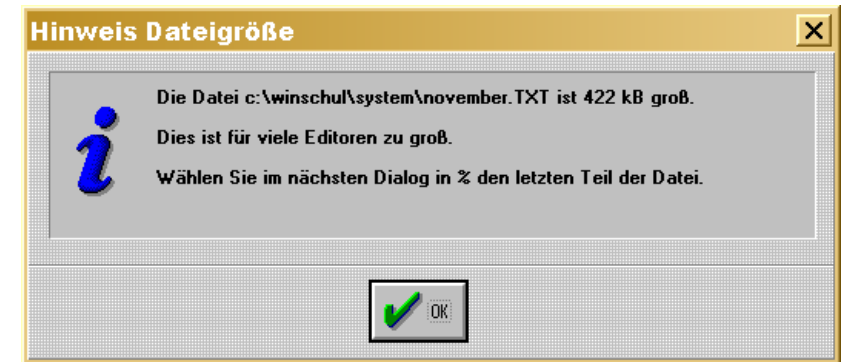 Hinweis Dateigröße
Die Datei c:\winschul\system\november.TXT ist 422 kB groß.
Dies ist für viele Editoren zu groß.
Wählen Sie im nächsten Dialog in % den letzten Teil der Datei.
OK